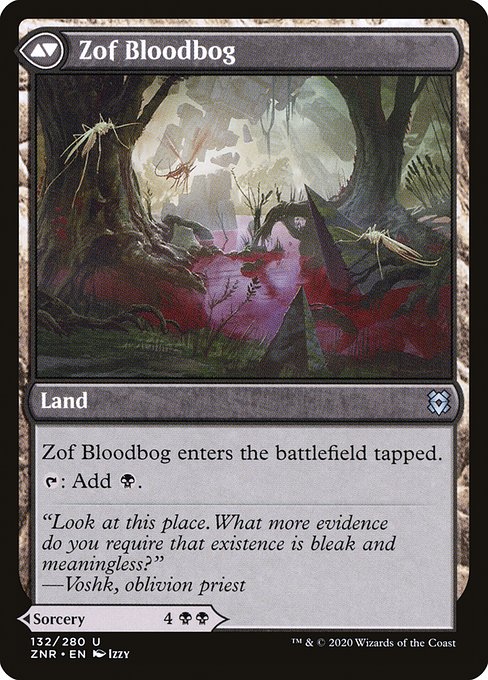 Zof Bloodbog
Land
Zof Bloodbog enters the battlefield tapped.
: Add .
“Look at this place. What more evidence
do you require that existence is bleak and
meaningless?”
—Voshk, oblivion priest
Sorcery 4
132/280 U
ZNR • EN Izzy
™ & © 2020 Wizards of the Coast